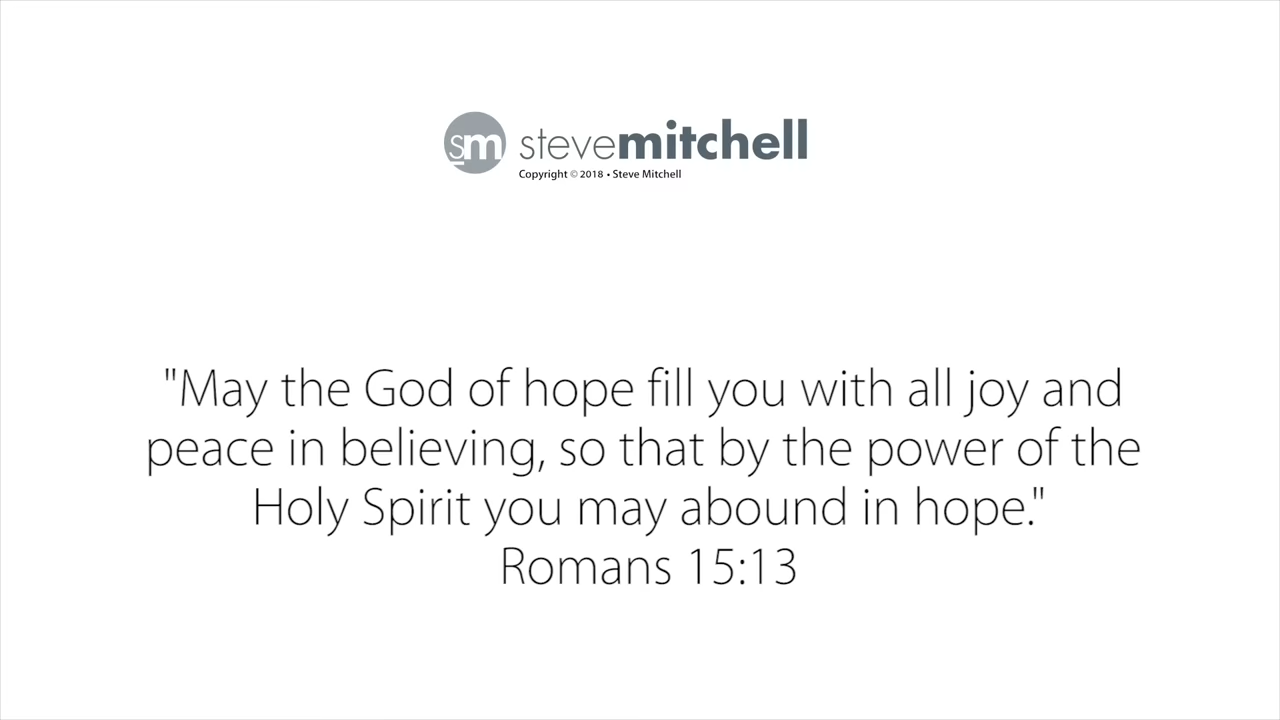 sm stevemitchell
Copyright © 2018 • Steve Mitchell
"May the God of hope fill you with all joy and
peace in believing, so that by the power of the
Holy Spirit you may abound in hope."
Romans 15:13